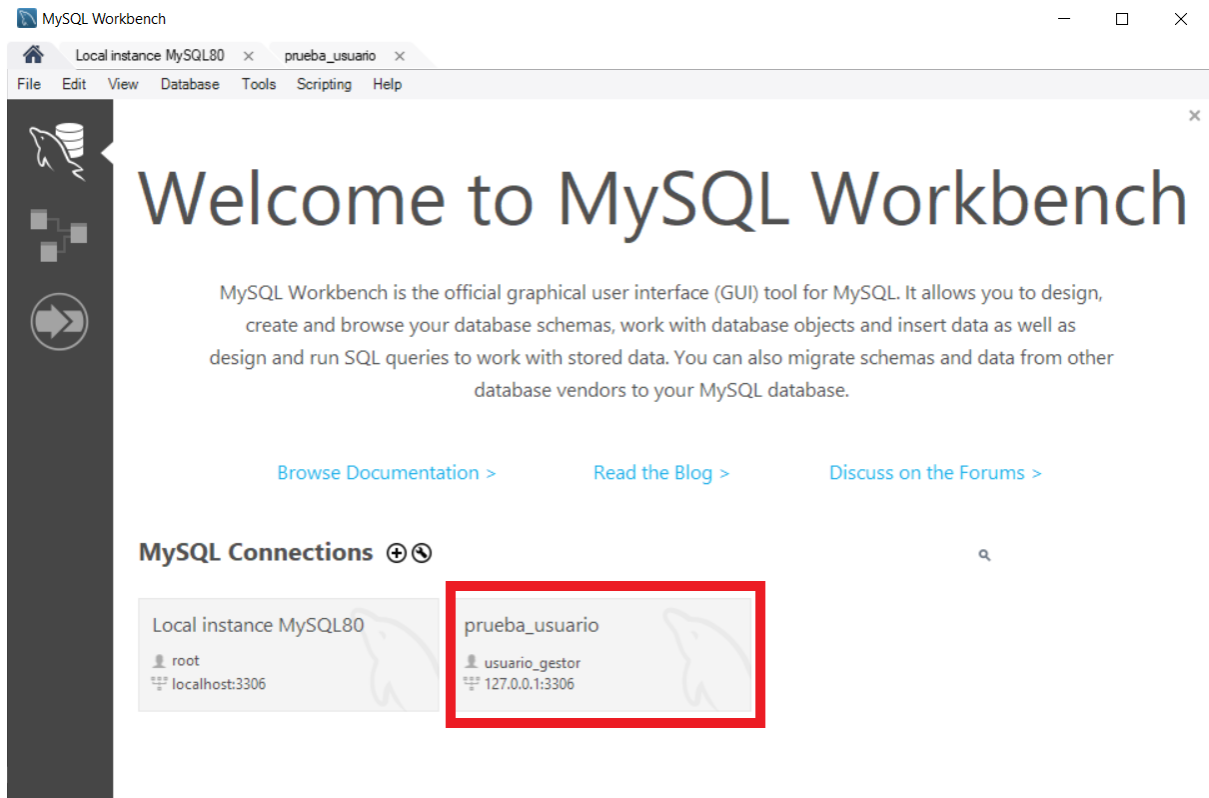 MySQL Workbench
Local instance MySQL80
prueba_usuario
File Edit View Database Tools Scripting Help
Welcome to MySQL Workbench
MySQL Workbench is the official graphical user interface (GUI) tool for MySQL. It allows you to design,
create and browse your database schemas, work with database objects and insert data as well as
design and run SQL queries to work with stored data. You can also migrate schemas and data from other
database vendors to your MySQL database.
Browse Documentation >
Read the Blog >
Discuss on the Forums >
MySQL Connections
Local instance MySQL80
root
localhost:3306
prueba_usuario
usuario_gestor
127.0.0.1:3306